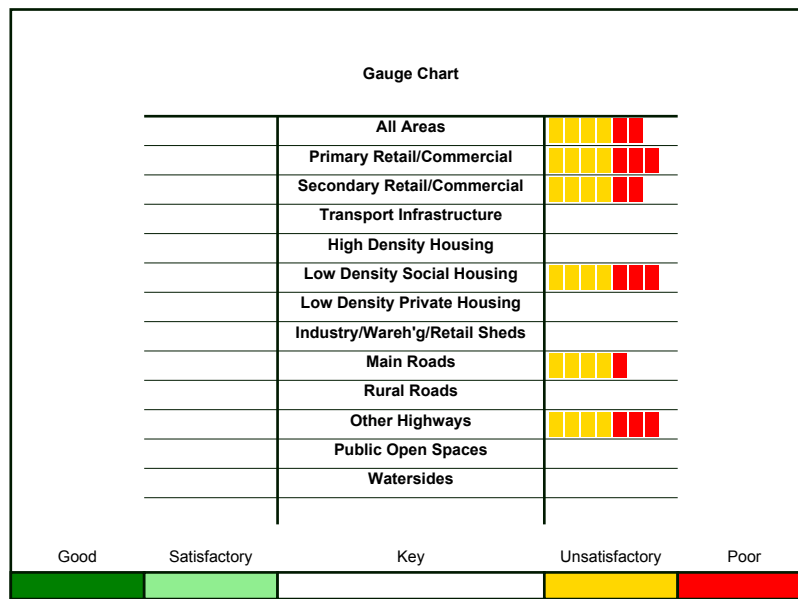 Gauge Chart
All Areas
Primary Retail/Commercial
Secondary Retail/Commercial
Transport Infrastructure
High Density Housing
Low Density Social Housing
Low Density Private Housing
Industry/Wareh'g/Retail Sheds
Main Roads
Rural Roads
Other Highways
Public Open Spaces
Watersides
Good Satisfactory Key Unsatisfactory Poor